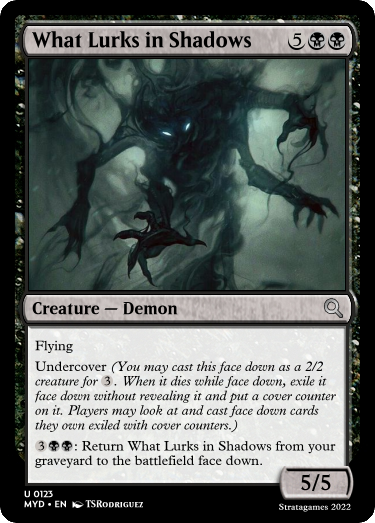 What Lurks in Shadows 5
Creature — Demon
Flying
Undercover (You may cast this face down as a 2/2
creature for 3. When it dies while face down, exile it
face down without revealing it and put a cover counter
on it. Players may look at and cast face down cards
they own exiled with cover counters.)
3: Return What Lurks in Shadows from your
graveyard to the battlefield face down.
5/5
U 0123
MYD • EN TSRodriguez
Stratagames 2022